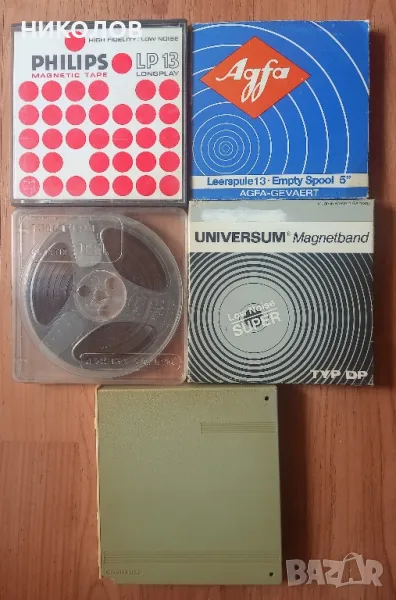 НИКОЛОВ
HIGH FIDELITY/LOW NOISE
PHILIPS LP 13
MAGNETIC TAPE LONGPLAY
Agfa
Leerspule 13 · Empty Spool 5"
AGFA-GEVAERT
UNIVERSUM® Magnetband
Low Noise
SUPER
TYP/DP
BAZAR